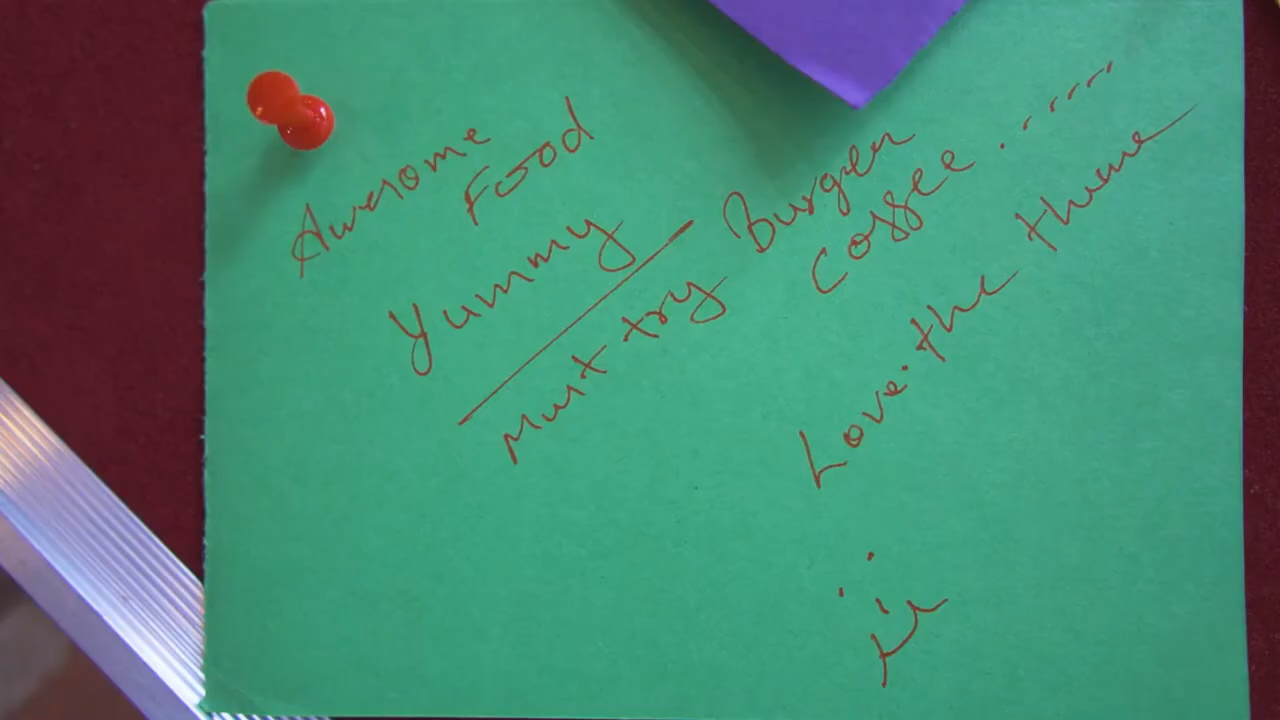 Awesome
Food
Yummy
Must try Burger
Coffee . - - - - -
Love the theme